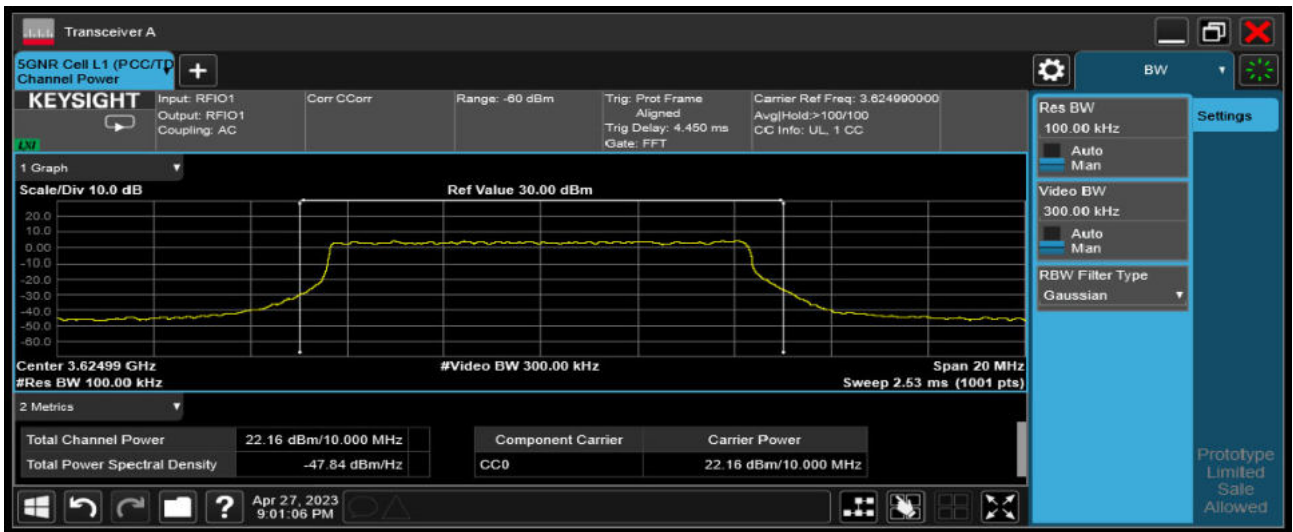 Transceiver A
5GNR Cell L1 (PCC/TD
Channel Power
BW
KEYSIGHT
LXI
Input: RFIO1
Output: RFIO1
Coupling: AC
Corr CCorr
Range: -60 dBm
Trig: Prot Frame
Aligned
Trig Delay: 4.450 ms
Gate: FFT
Carrier Ref Freq: 3.624990000
Avg|Hold:>100/100
CC Info: UL, 1 CC
Res BW
100.00 kHz
Auto
Man
Video BW
300.00 kHz
Auto
Man
RBW Filter Type
Gaussian
Settings
1 Graph
Scale/Div 10.0 dB
Ref Value 30.00 dBm
20.0
10.0
0.00
-10.0
-20.0
-30.0
-40.0
-50.0
-60.0
Center 3.62499 GHz
#Video BW 300.00 kHz
Span 20 MHz
#Res BW 100.00 kHz
Sweep 2.53 ms (1001 pts)
2 Metrics
Total Channel Power 22.16 dBm/10.000 MHz
Total Power Spectral Density -47.84 dBm/Hz
Component Carrier Carrier Power
CC0 22.16 dBm/10.000 MHz
Prototype
Limited
Sale
Allowed
?
Apr 27, 2023
9:01:06 PM